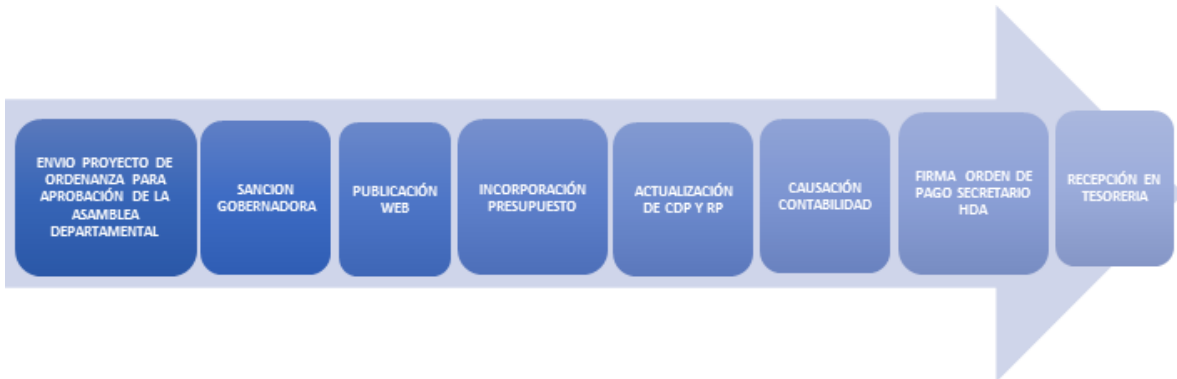 ENVIO PROYECTO DE
ORDENANZA PARA
APROBACIÓN DE LA
ASAMBLEA
DEPARTAMENTAL
SANCION
GOBERNADORA
PUBLICACIÓN
WEB
INCORPORACIÓN
PRESUPUESTO
ACTUALIZACIÓN
DE CDP Y RP
CAUSACIÓN
CONTABILIDAD
FIRMA ORDEN DE
PAGO SECRETARIO
HDA
RECEPCIÓN EN
TESORERIA